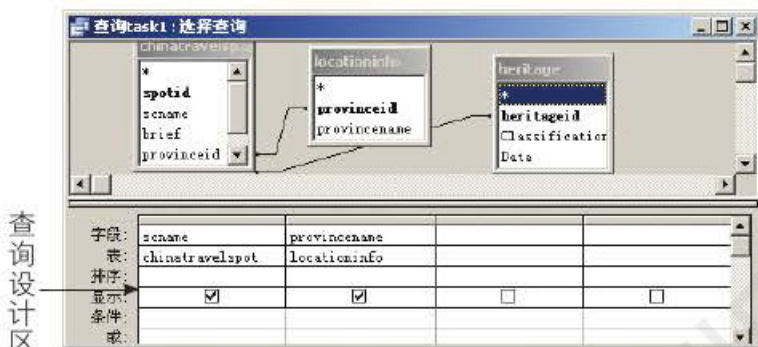 查询task1：选择查询
chinatravelspot
*
spotid
scname
brief
provinceid
locationinfo
*
provinceid
provincename
heritage
*
heritageid
Classification
Data
查询设计区
字段： scname provincename
表： chinatravelspot locationinfo
排序：
显示：
条件：
或：